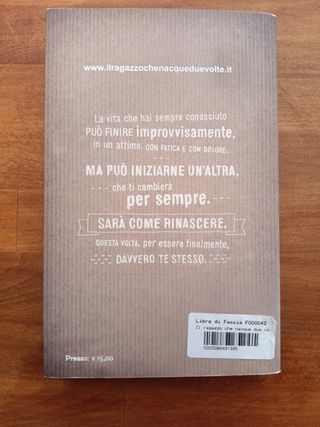 www.ilragazzochenacqueduevolte.it
La vita che hai sempre conosciuto
PUÒ FINIRE improvvisamente,
in un attimo. CON FATICA E CON DOLORE.
MA PUÒ INIZIARNE UN'ALTRA,
che ti cambierà
per sempre.
SARÀ COME RINASCERE.
QUESTA VOLTA, per essere finalmente,
DAVVERO TE STESSO.
Libro di Faccia F000042
Il ragazzo che nacque due vo
Prezzo: € 15,00